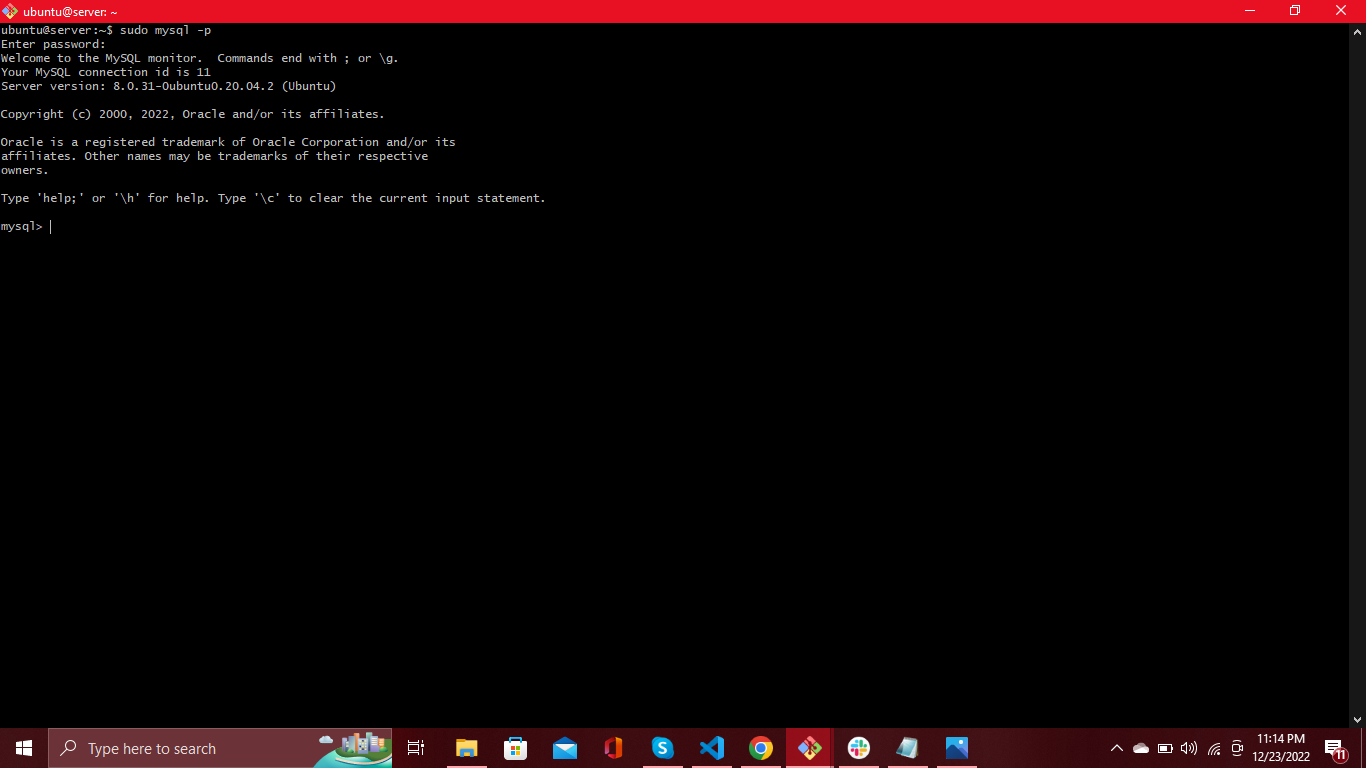 ubuntu@server: ~
ubuntu@server:~$ sudo mysql -p
Enter password:
Welcome to the MySQL monitor.  Commands end with ; or \g.
Your MySQL connection id is 11
Server version: 8.0.31-0ubuntu0.20.04.2 (Ubuntu)
Copyright (c) 2000, 2022, Oracle and/or its affiliates.
Oracle is a registered trademark of Oracle Corporation and/or its
affiliates. Other names may be trademarks of their respective
owners.
Type 'help;' or '\h' for help. Type '\c' to clear the current input statement.
mysql>
Type here to search
11:14 PM
12/23/2022
11